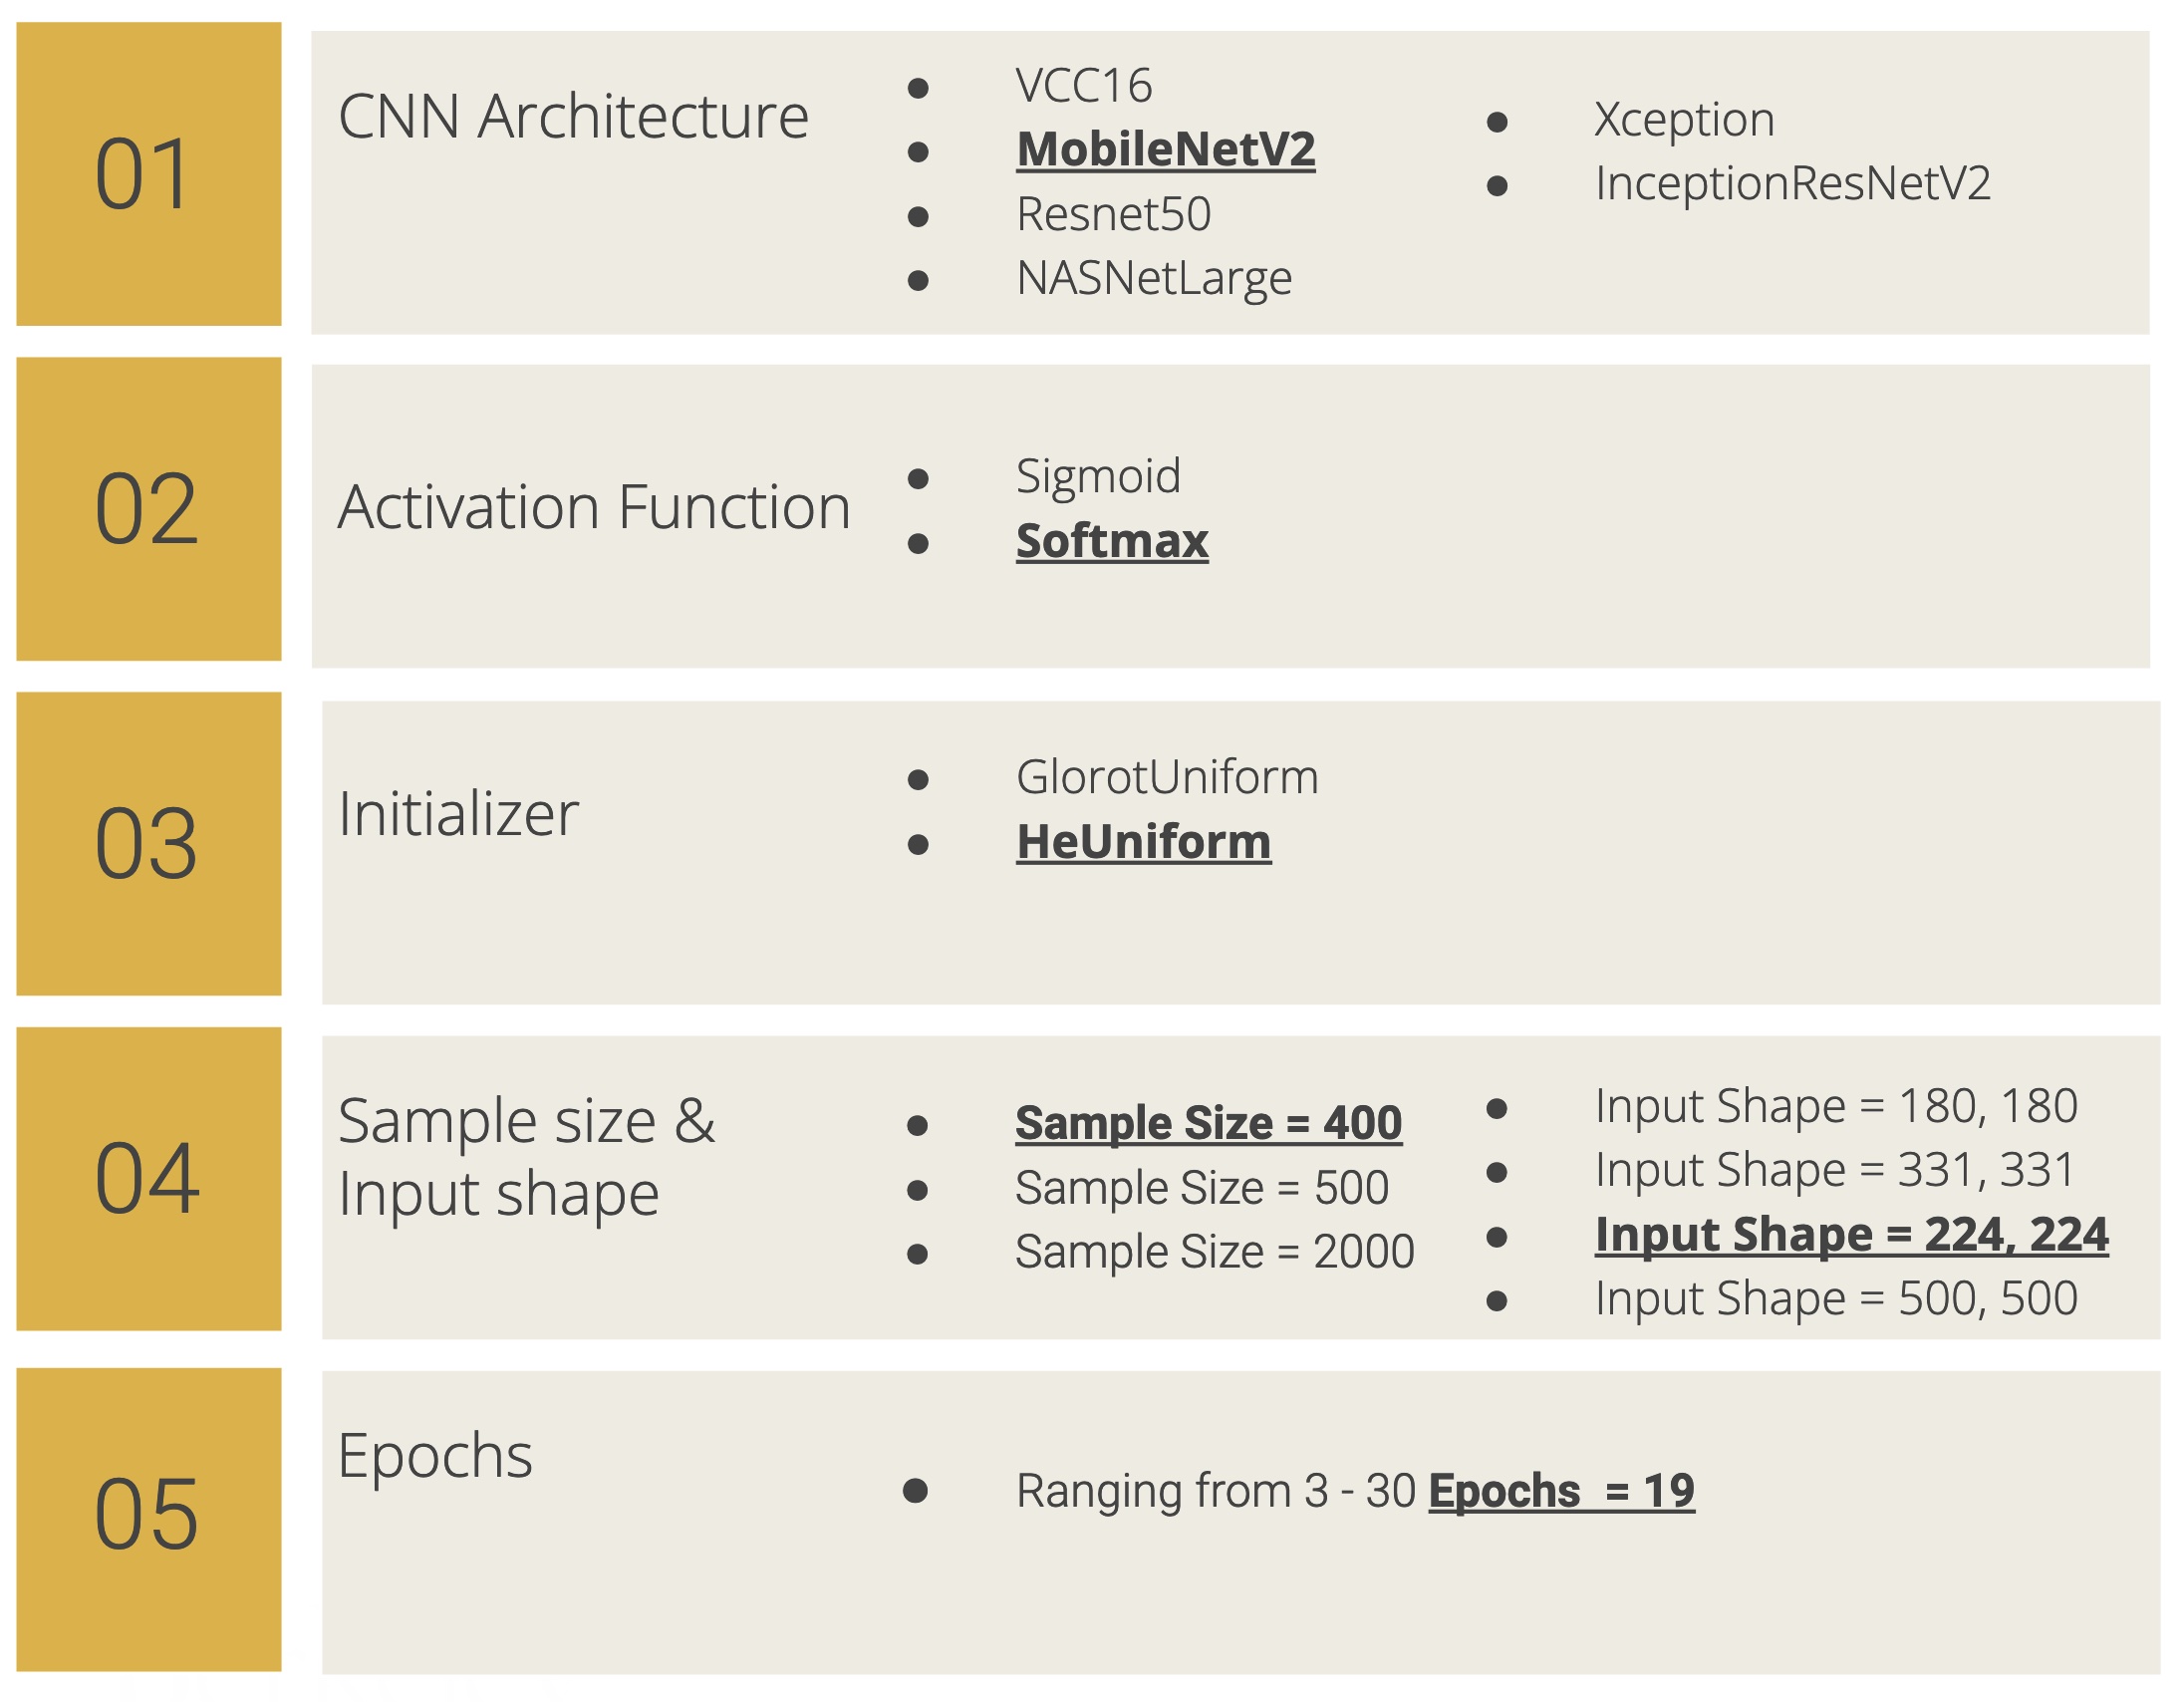 01
CNN Architecture
VCC16
MobileNetV2
Resnet50
NASNetLarge
Xception
InceptionResNetV2
02
Activation Function
Sigmoid
Softmax
03
Initializer
GlorotUniform
HeUniform
04
Sample size &
Input shape
Sample Size = 400
Sample Size = 500
Sample Size = 2000
Input Shape = 180, 180
Input Shape = 331, 331
Input Shape = 224, 224
Input Shape = 500, 500
05
Epochs
Ranging from 3 - 30 Epochs  = 19